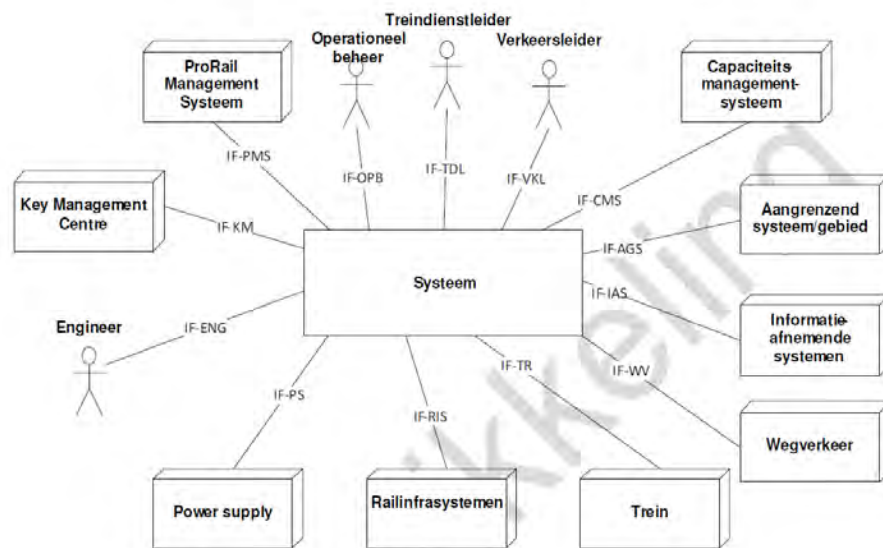 Treindienstleider
Operationeel
beheer
Verkeersleider
ProRail
Management
Systeem
Capaciteits-
management-
systeem
IF-PMS
IF-OPB
IF-TDL
IF-VKL
IF-CMS
Key Management
Centre
IF-KM
Aangrenzend
systeem/gebied
IF-AGS
Systeem
IF-IAS
Informatie-
afnemende
systemen
Engineer
IF-ENG
IF-TR
IF-WV
IF-PS
IF-RIS
Wegverkeer
Power supply
Railinfrasystemen
Trein
ikkeling